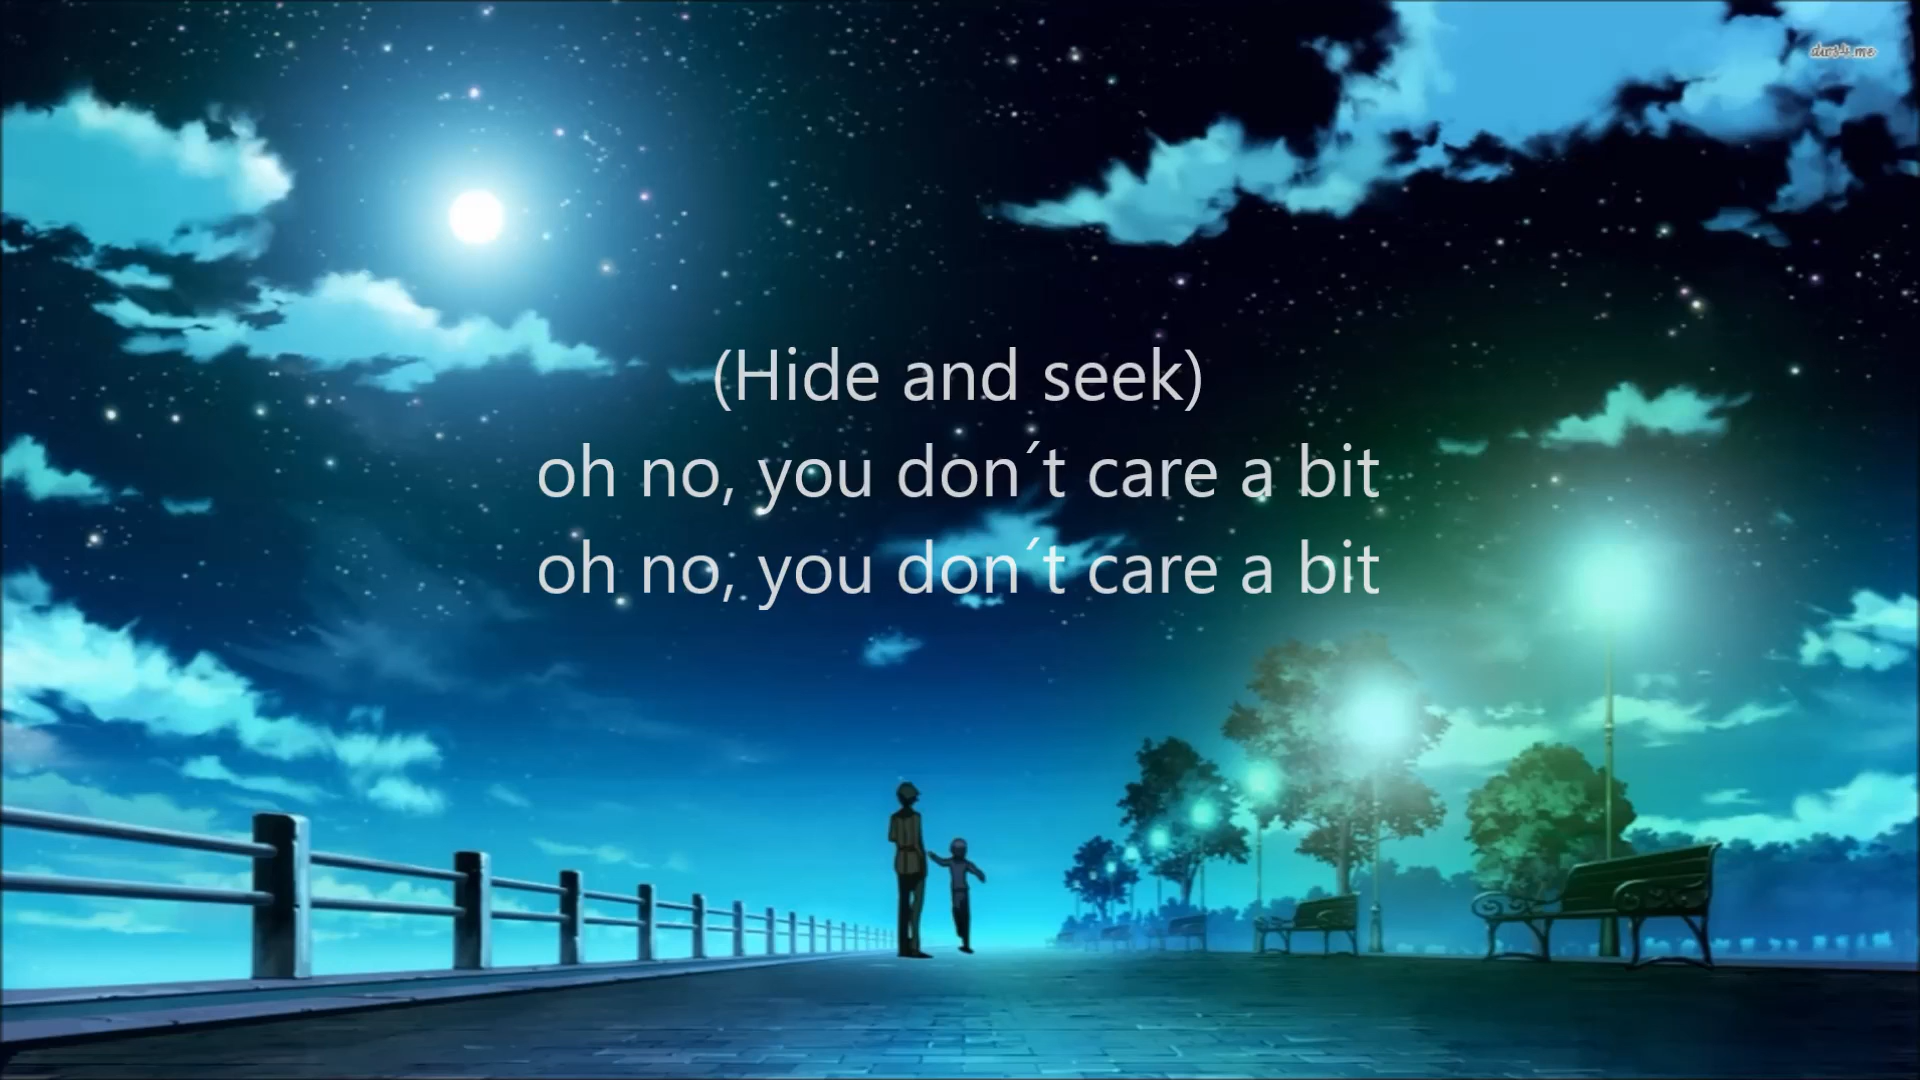 (Hide and seek)
oh no, you don´t care a bit
oh no, you don´t care a bit